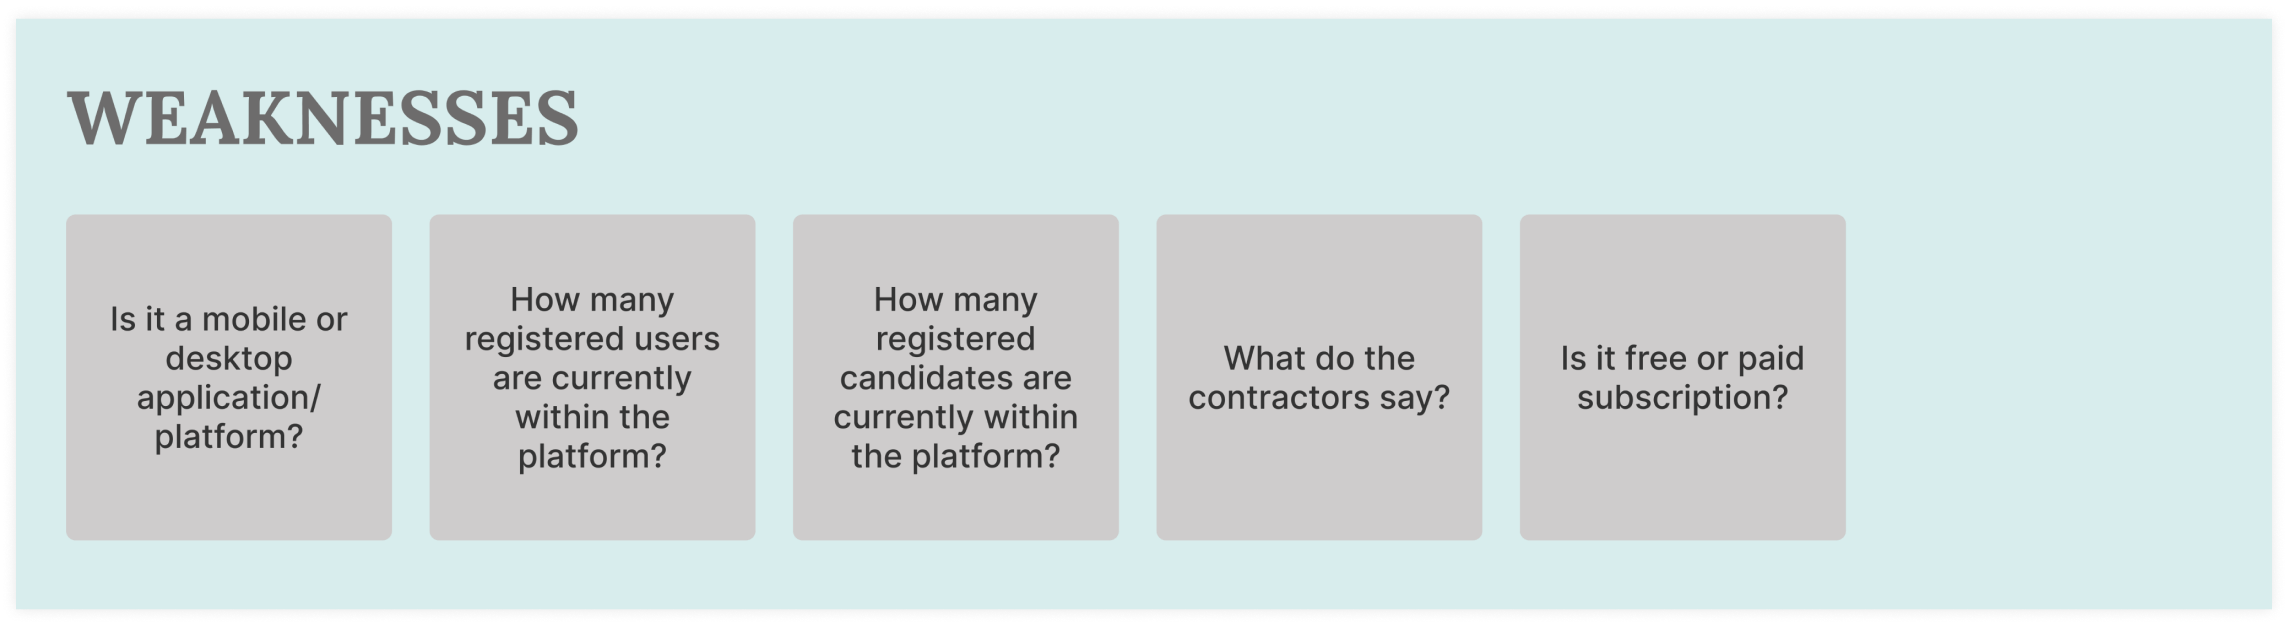 WEAKNESSES
Is it a mobile or
desktop
application/
platform?
How many
registered users
are currently
within the
platform?
How many
registered
candidates are
currently within
the platform?
What do the
contractors say?
Is it free or paid
subscription?